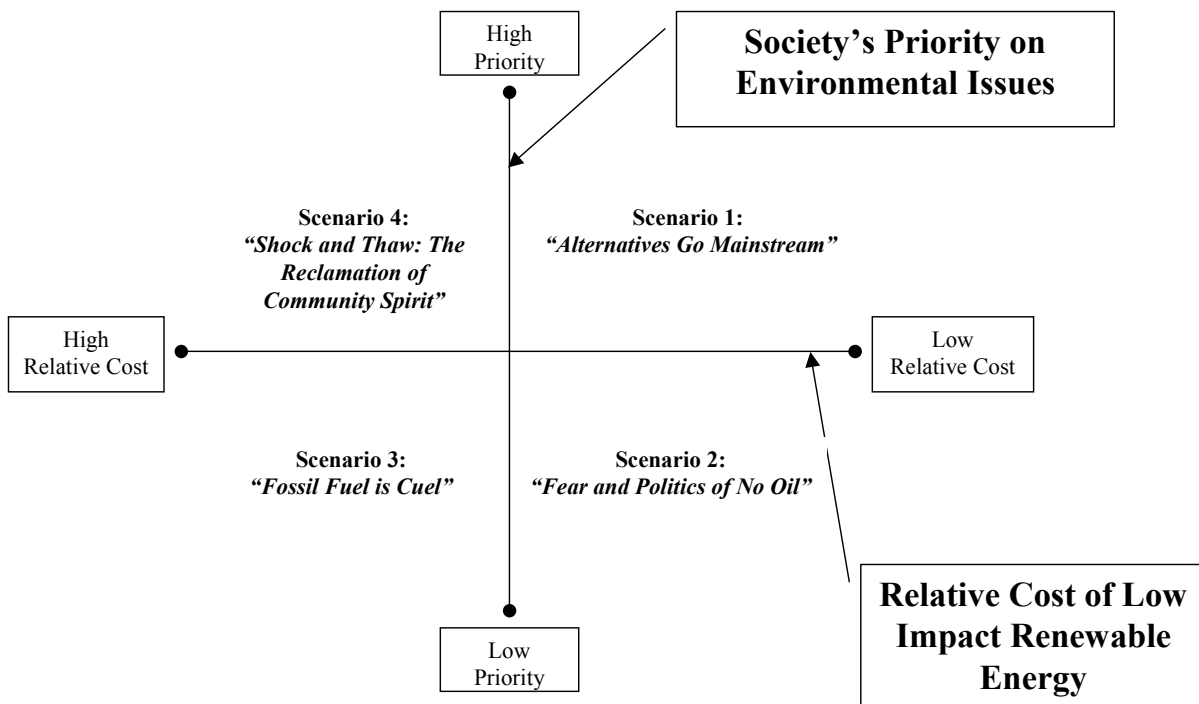 High
Priority
Society’s Priority on
Environmental Issues
Scenario 4:
“Shock and Thaw: The
Reclamation of
Community Spirit”
Scenario 1:
“Alternatives Go Mainstream”
High
Relative Cost
Low
Relative Cost
Scenario 3:
“Fossil Fuel is Cuel”
Scenario 2:
“Fear and Politics of No Oil”
Relative Cost of Low
Impact Renewable
Energy
Low
Priority